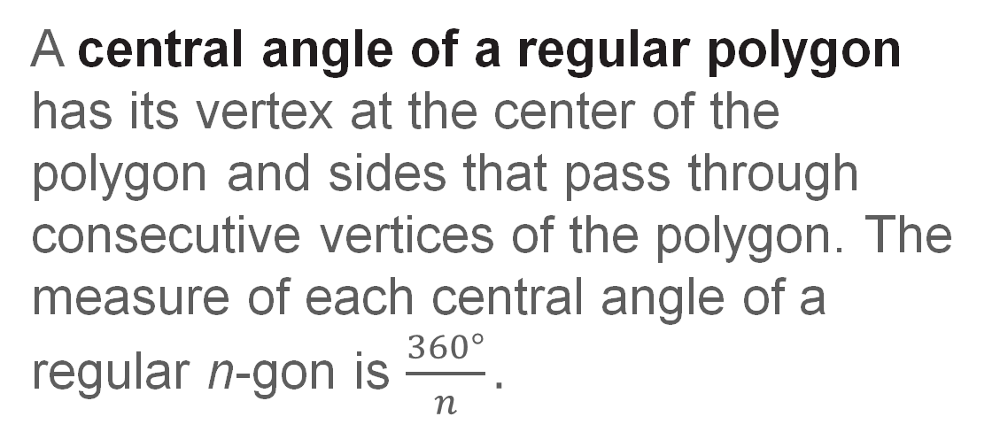 A central angle of a regular polygon
has its vertex at the center of the
polygon and sides that pass through
consecutive vertices of the polygon. The
measure of each central angle of a
regular n-gon is 360°/n.